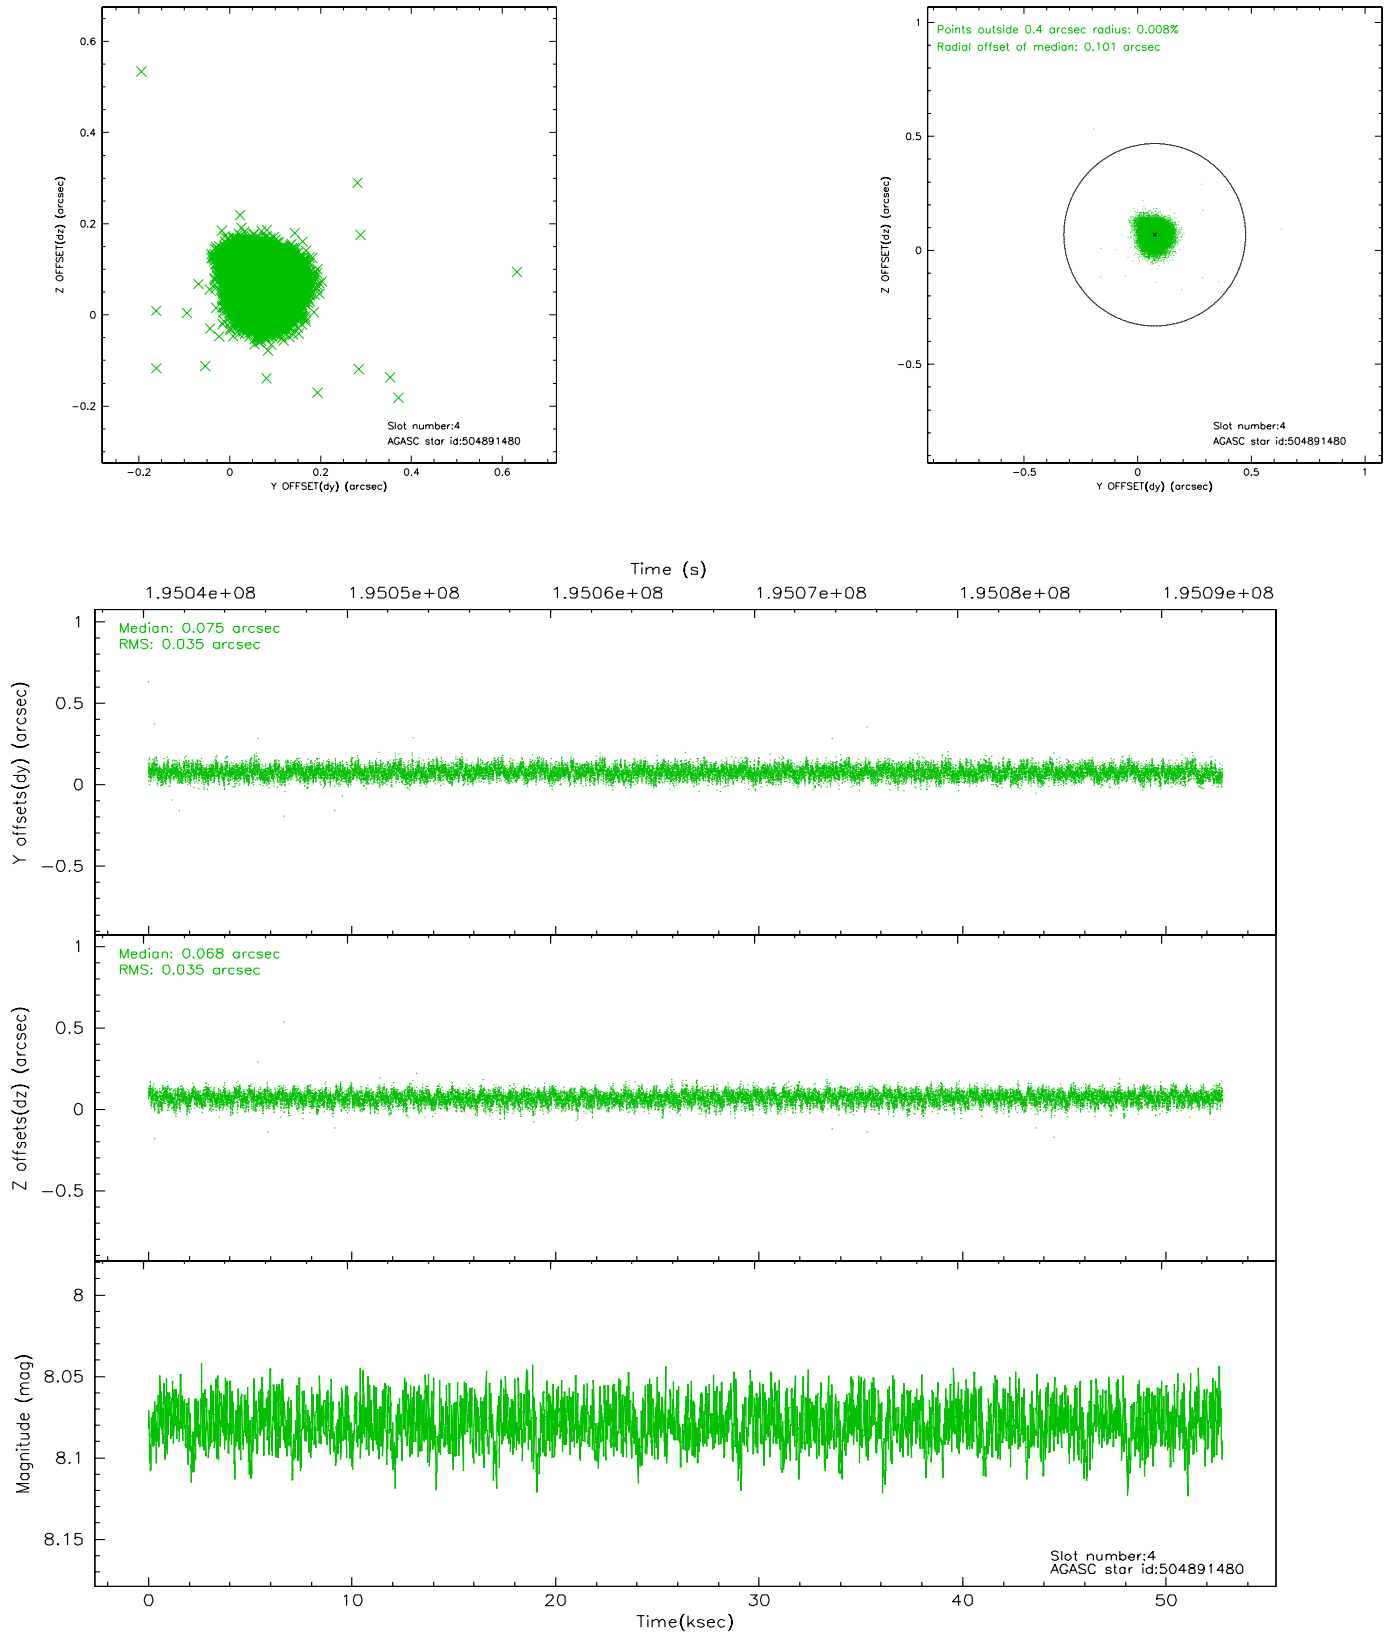 0.6
0.4
0.2
0
−0.2
Z OFFSET(dz) (arcsec)
Slot number:4
AGASC star id:504891480
−0.2 0 0.2 0.4 0.6
Y OFFSET(dy) (arcsec)
Points outside 0.4 arcsec radius: 0.008%
Radial offset of median: 0.101 arcsec
1
0.5
0
−0.5
Z OFFSET(dz) (arcsec)
Slot number:4
AGASC star id:504891480
−0.5 0 0.5 1
Y OFFSET(dy) (arcsec)
Time (s)
1.9504e+08 1.9505e+08 1.9506e+08 1.9507e+08 1.9508e+08 1.9509e+08
Median: 0.075 arcsec
RMS: 0.035 arcsec
1
0.5
0
−0.5
Y offsets(dy) (arcsec)
Median: 0.068 arcsec
RMS: 0.035 arcsec
1
0.5
0
−0.5
Z offsets(dz) (arcsec)
8
8.05
8.1
8.15
Magnitude (mag)
Slot number:4
AGASC star id:504891480
0 10 20 30 40 50
Time(ksec)